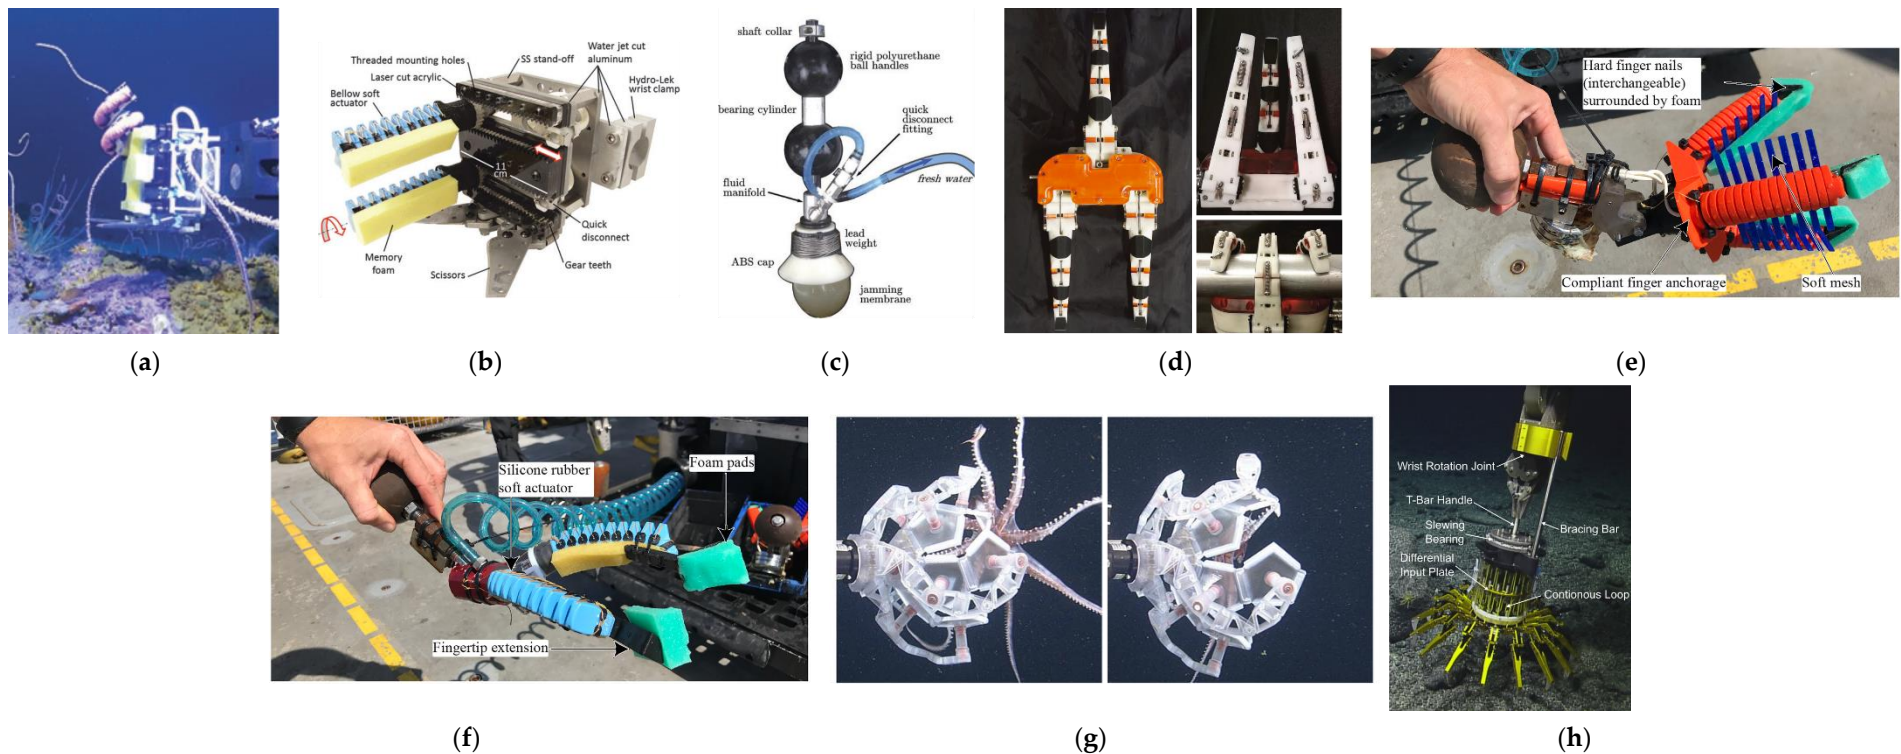 Threaded mounting holes
Laser cut acrylic
Bellow soft
actuator
SS stand-off
Water jet cut
aluminum
Hydro-Lek
wrist clamp
11
cm
Quick
disconnect
Gear teeth
Scissors
Memory
foam
shaft collar
rigid polyurethane
ball handles
bearing cylinder
quick
disconnect
fitting
fluid
manifold
fresh water
lead
weight
ABS cap
jamming
membrane
Hard finger nails
(interchangeable)
surrounded by foam
Compliant finger anchorage
Soft mesh
(a)
(b)
(c)
(d)
(e)
Silicone rubber
soft actuator
Foam pads
Fingertip extension
Wrist Rotation Joint
T-Bar Handle
Slewing
Bearing
Bracing Bar
Differential
Input Plate
Contionous Loop
(f)
(g)
(h)